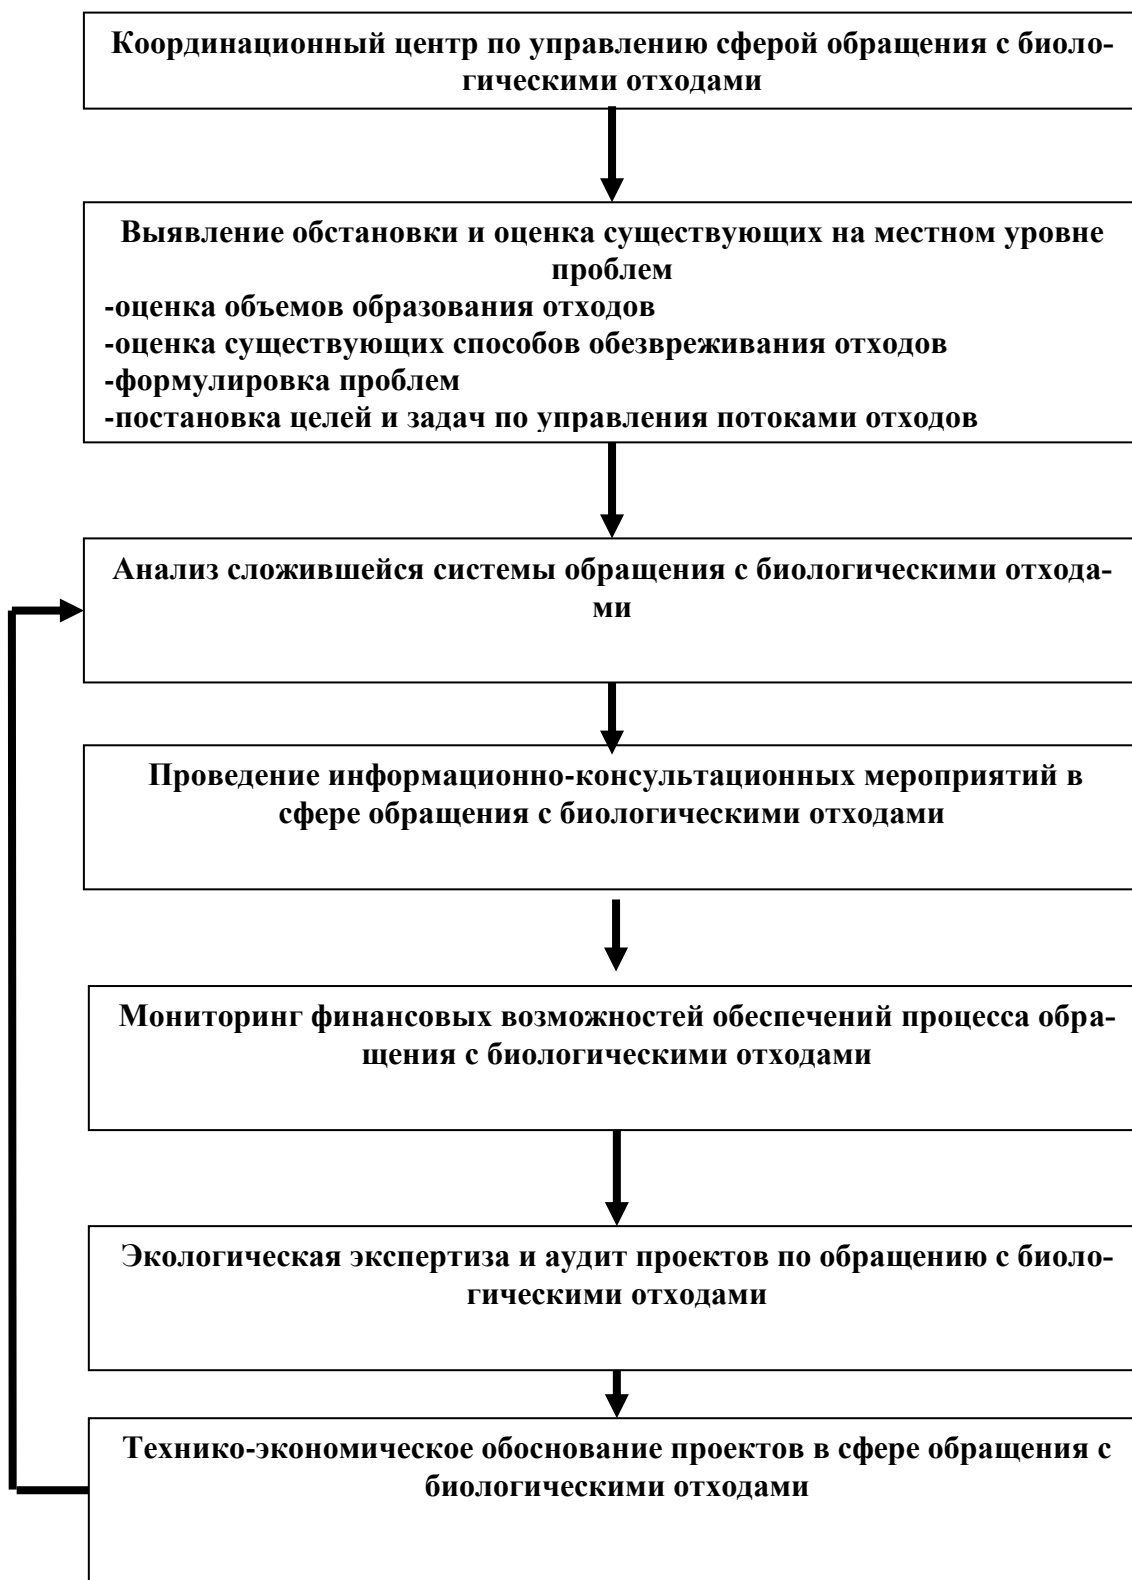 Координационный центр по управлению сферой обращения с биоло-
гическими отходами
Выявление обстановки и оценка существующих на местном уровне
проблем
-оценка объемов образования отходов
-оценка существующих способов обезвреживания отходов
-формулировка проблем
-постановка целей и задач по управления потоками отходов
Анализ сложившейся системы обращения с биологическими отхода-
ми
Проведение информационно-консультационных мероприятий в
сфере обращения с биологическими отходами
Мониторинг финансовых возможностей обеспечений процесса обра-
щения с биологическими отходами
Экологическая экспертиза и аудит проектов по обращению с биоло-
гическими отходами
Технико-экономическое обоснование проектов в сфере обращения с
биологическими отходами